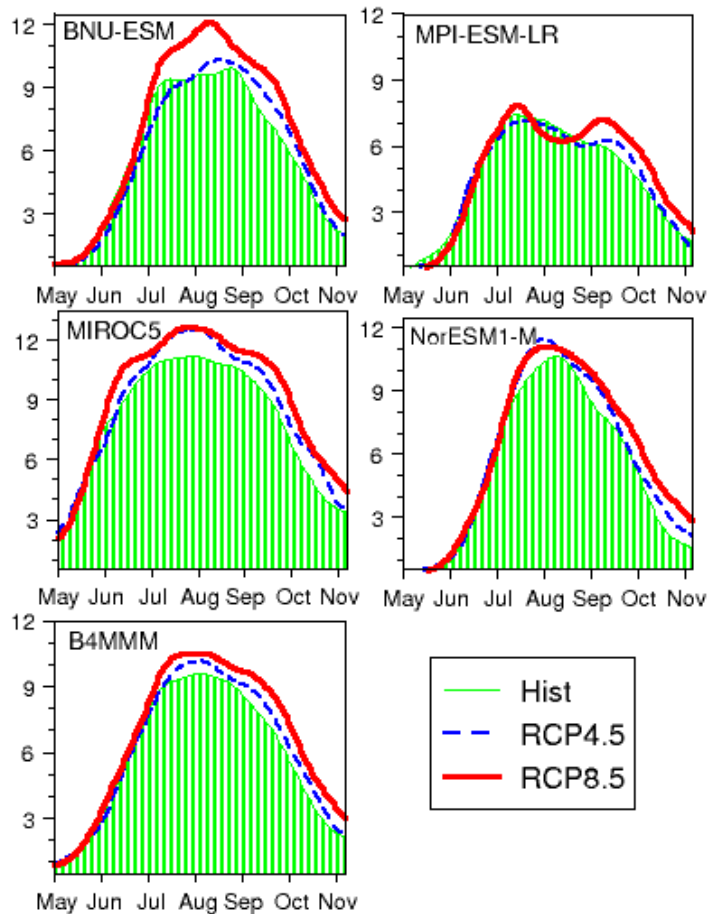 BNU-ESM
12
9
6
3
May Jun Jul Aug Sep Oct Nov
MPI-ESM-LR
12
9
6
3
May Jun Jul Aug Sep Oct Nov
MIROC5
12
9
6
3
May Jun Jul Aug Sep Oct Nov
NorESM1-M
12
9
6
3
May Jun Jul Aug Sep Oct Nov
B4MMM
12
9
6
3
May Jun Jul Aug Sep Oct Nov
Hist
RCP4.5
RCP8.5